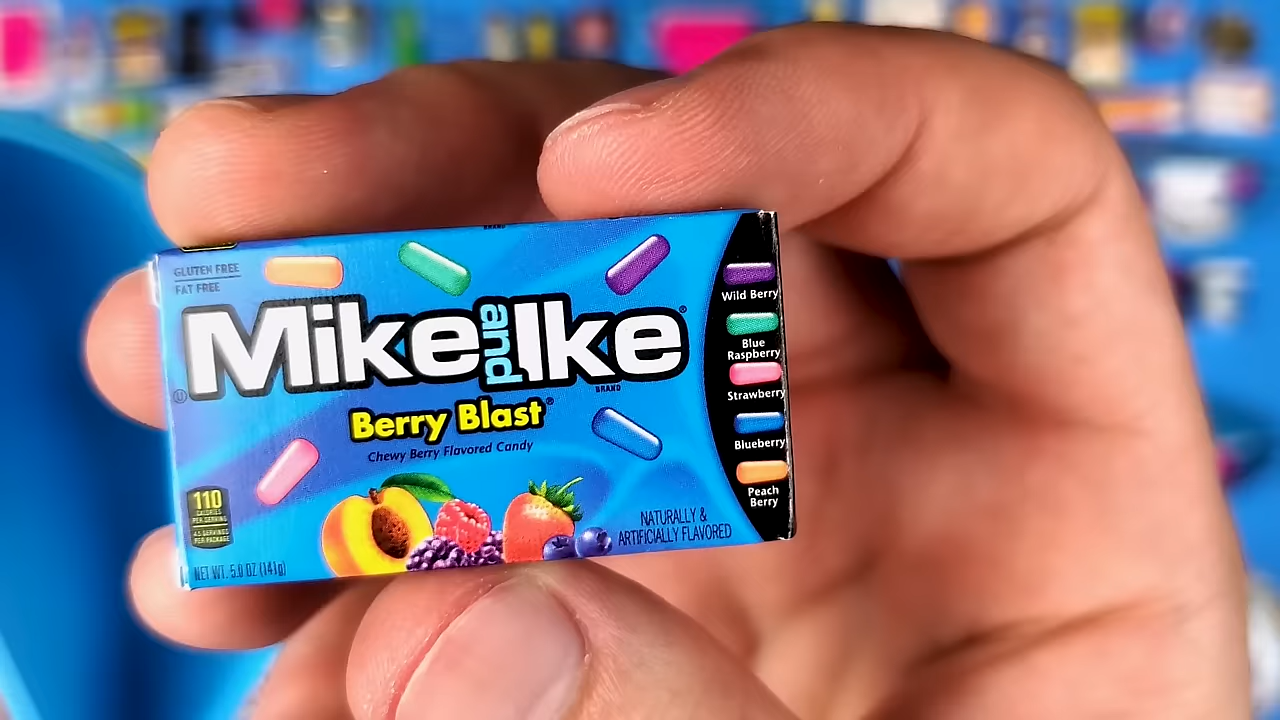 GLUTEN FREE
FAT FREE
Mike and Ike®
BRAND
Berry Blast®
Chewy Berry Flavored Candy
110
CALORIES
PER SERVING
NET WT. 5.0 OZ (141g)
NATURALLY &
ARTIFICIALLY FLAVORED
Wild Berry
Blue
Raspberry
Strawberry
Blueberry
Peach
Berry